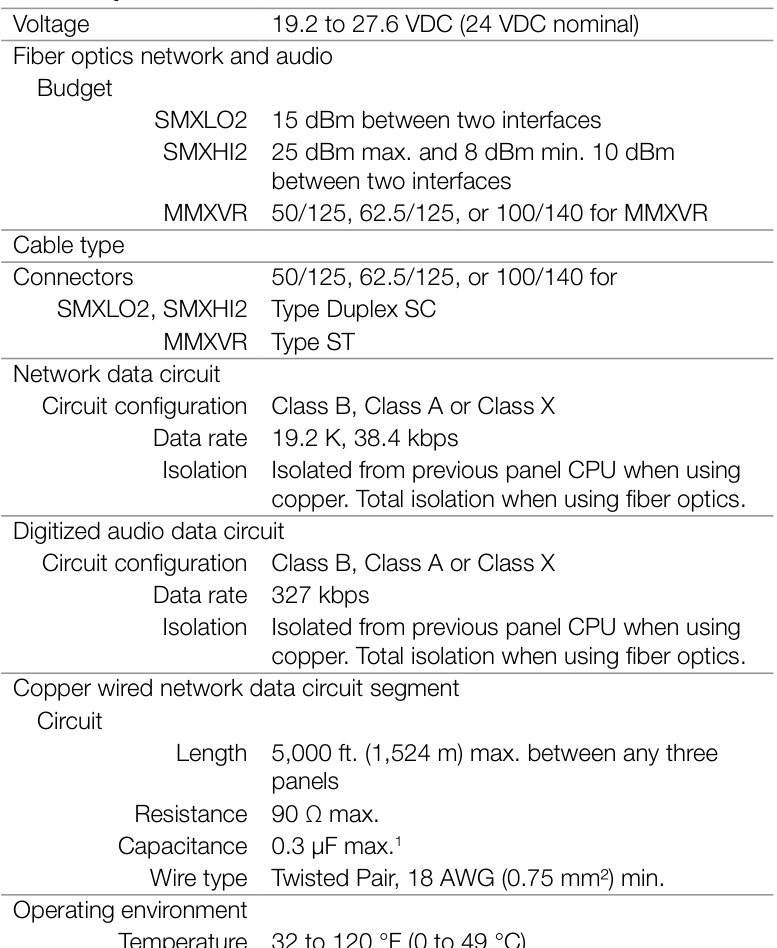 Voltage 19.2 to 27.6 VDC (24 VDC nominal)
Fiber optics network and audio
Budget
SMXLO2 15 dBm between two interfaces
SMXHI2 25 dBm max. and 8 dBm min. 10 dBm
between two interfaces
MMXVR 50/125, 62.5/125, or 100/140 for MMXVR
Cable type
Connectors 50/125, 62.5/125, or 100/140 for
SMXLO2, SMXHI2 Type Duplex SC
MMXVR Type ST
Network data circuit
Circuit configuration Class B, Class A or Class X
Data rate 19.2 K, 38.4 kbps
Isolation Isolated from previous panel CPU when using
copper. Total isolation when using fiber optics.
Digitized audio data circuit
Circuit configuration Class B, Class A or Class X
Data rate 327 kbps
Isolation Isolated from previous panel CPU when using
copper. Total isolation when using fiber optics.
Copper wired network data circuit segment
Circuit
Length 5,000 ft. (1,524 m) max. between any three
panels
Resistance 90 Ω max.
Capacitance 0.3 µF max.¹
Wire type Twisted Pair, 18 AWG (0.75 mm²) min.
Operating environment
Temperature 32 to 120 °F (0 to 49 °C)